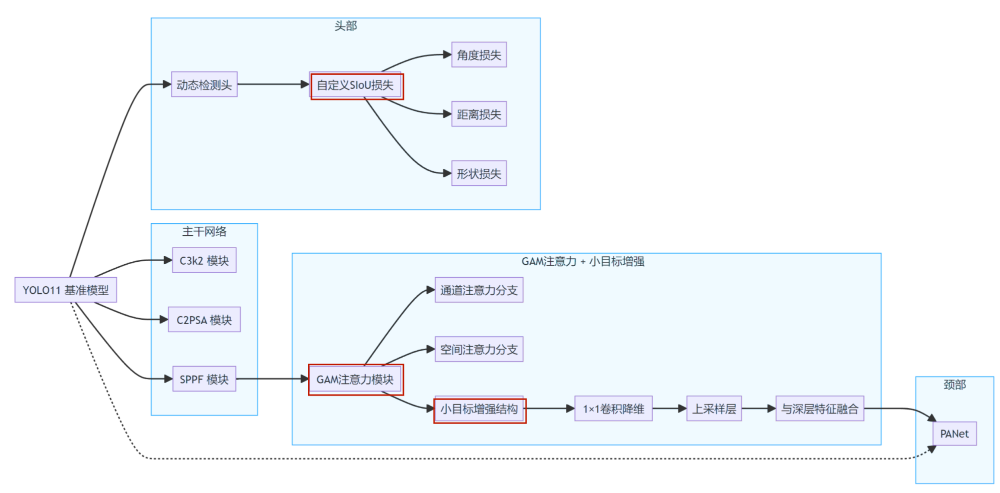 头部
角度损失
动态检测头
自定义SIoU损失
距离损失
形状损失
主干网络
C3k2 模块
YOLO11 基准模型
C2PSA 模块
SPPF 模块
GAM注意力 + 小目标增强
通道注意力分支
空间注意力分支
GAM注意力模块
小目标增强结构
1×1卷积降维
上采样层
与深层特征融合
颈部
PANet